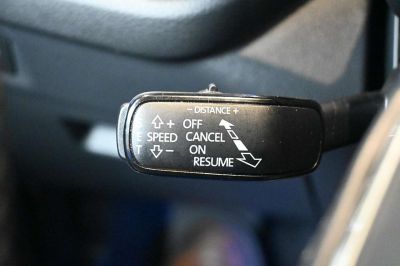 - DISTANCE +
+ OFF
SPEED CANCEL
- ON
RESUME